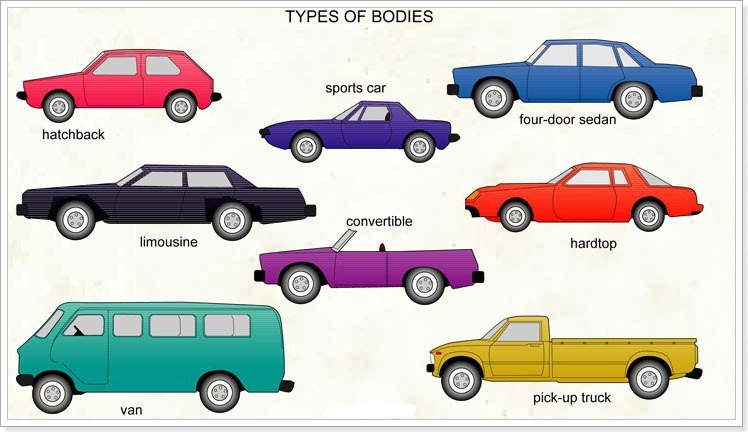 TYPES OF BODIES
hatchback
sports car
four-door sedan
limousine
convertible
hardtop
van
pick-up truck